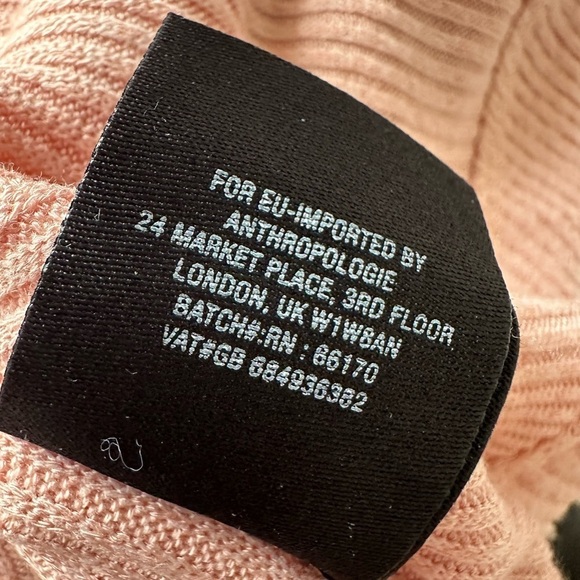 FOR EU-IMPORTED BY
ANTHROPOLOGIE
24 MARKET PLACE, 3RD FLOOR
LONDON, UK W1W8AN
BATCH#:RN : 66170
VAT#GB 684936382